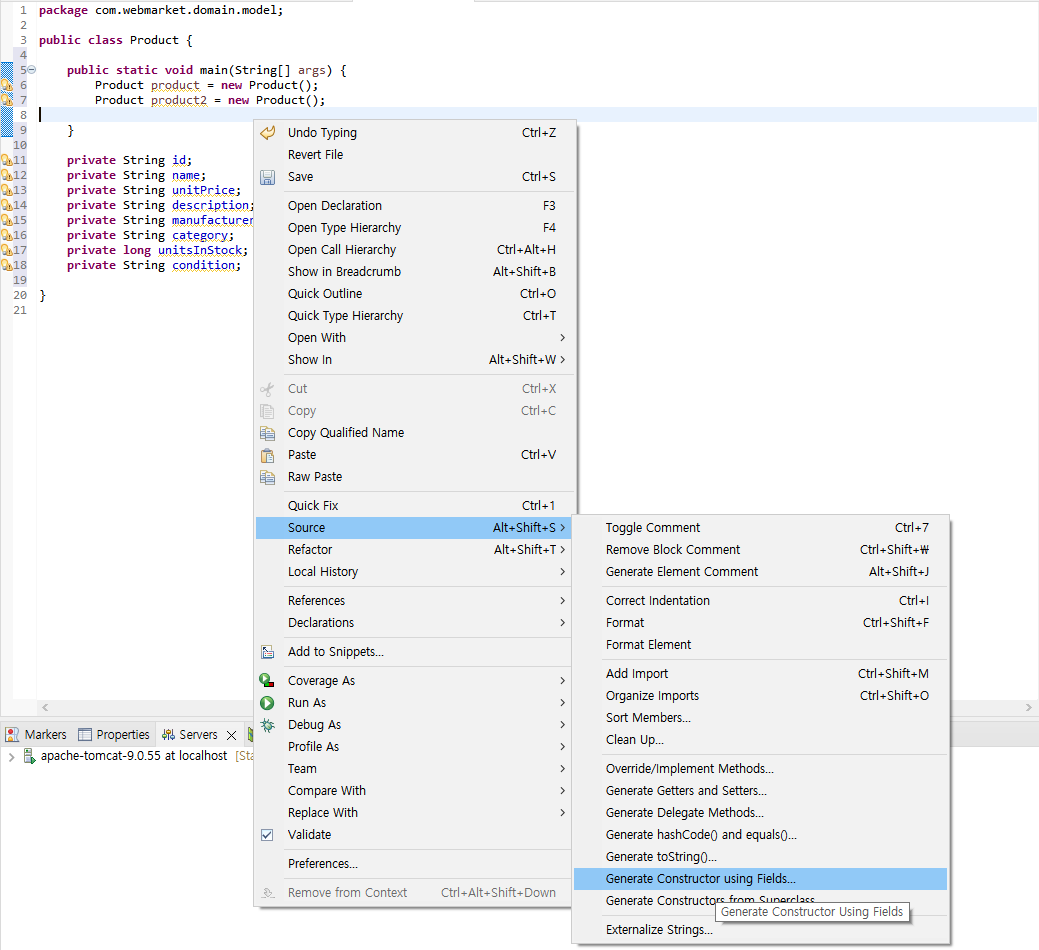 1 package com.webmarket.domain.model;
2
3 public class Product {
4
5 public static void main(String[] args) {
6 Product product = new Product();
7 Product product2 = new Product();
8
9 }
10
11 private String id;
12 private String name;
13 private String unitPrice;
14 private String description;
15 private String manufacturer
16 private String category;
17 private long unitsInStock;
18 private String condition;
19
20 }
21
Undo Typing Ctrl+Z
Revert File
Save Ctrl+S
Open Declaration F3
Open Type Hierarchy F4
Open Call Hierarchy Ctrl+Alt+H
Show in Breadcrumb Alt+Shift+B
Quick Outline Ctrl+O
Quick Type Hierarchy Ctrl+T
Open With
Show In Alt+Shift+W
Cut Ctrl+X
Copy Ctrl+C
Copy Qualified Name
Paste Ctrl+V
Raw Paste
Quick Fix Ctrl+1
Source Alt+Shift+S
Refactor Alt+Shift+T
Local History
References
Declarations
Add to Snippets...
Coverage As
Run As
Debug As
Profile As
Team
Compare With
Replace With
Validate
Preferences...
Remove from Context Ctrl+Alt+Shift+Down
Toggle Comment Ctrl+7
Remove Block Comment Ctrl+Shift+₩
Generate Element Comment Alt+Shift+J
Correct Indentation Ctrl+I
Format Ctrl+Shift+F
Format Element
Add Import Ctrl+Shift+M
Organize Imports Ctrl+Shift+O
Sort Members...
Clean Up...
Override/Implement Methods...
Generate Getters and Setters...
Generate Delegate Methods...
Generate hashCode() and equals()...
Generate toString()...
Generate Constructor using Fields...
Generate Constructors from Superclass
Generate Constructor Using Fields
Externalize Strings...
Markers Properties Servers
apache-tomcat-9.0.55 at localhost [Sta